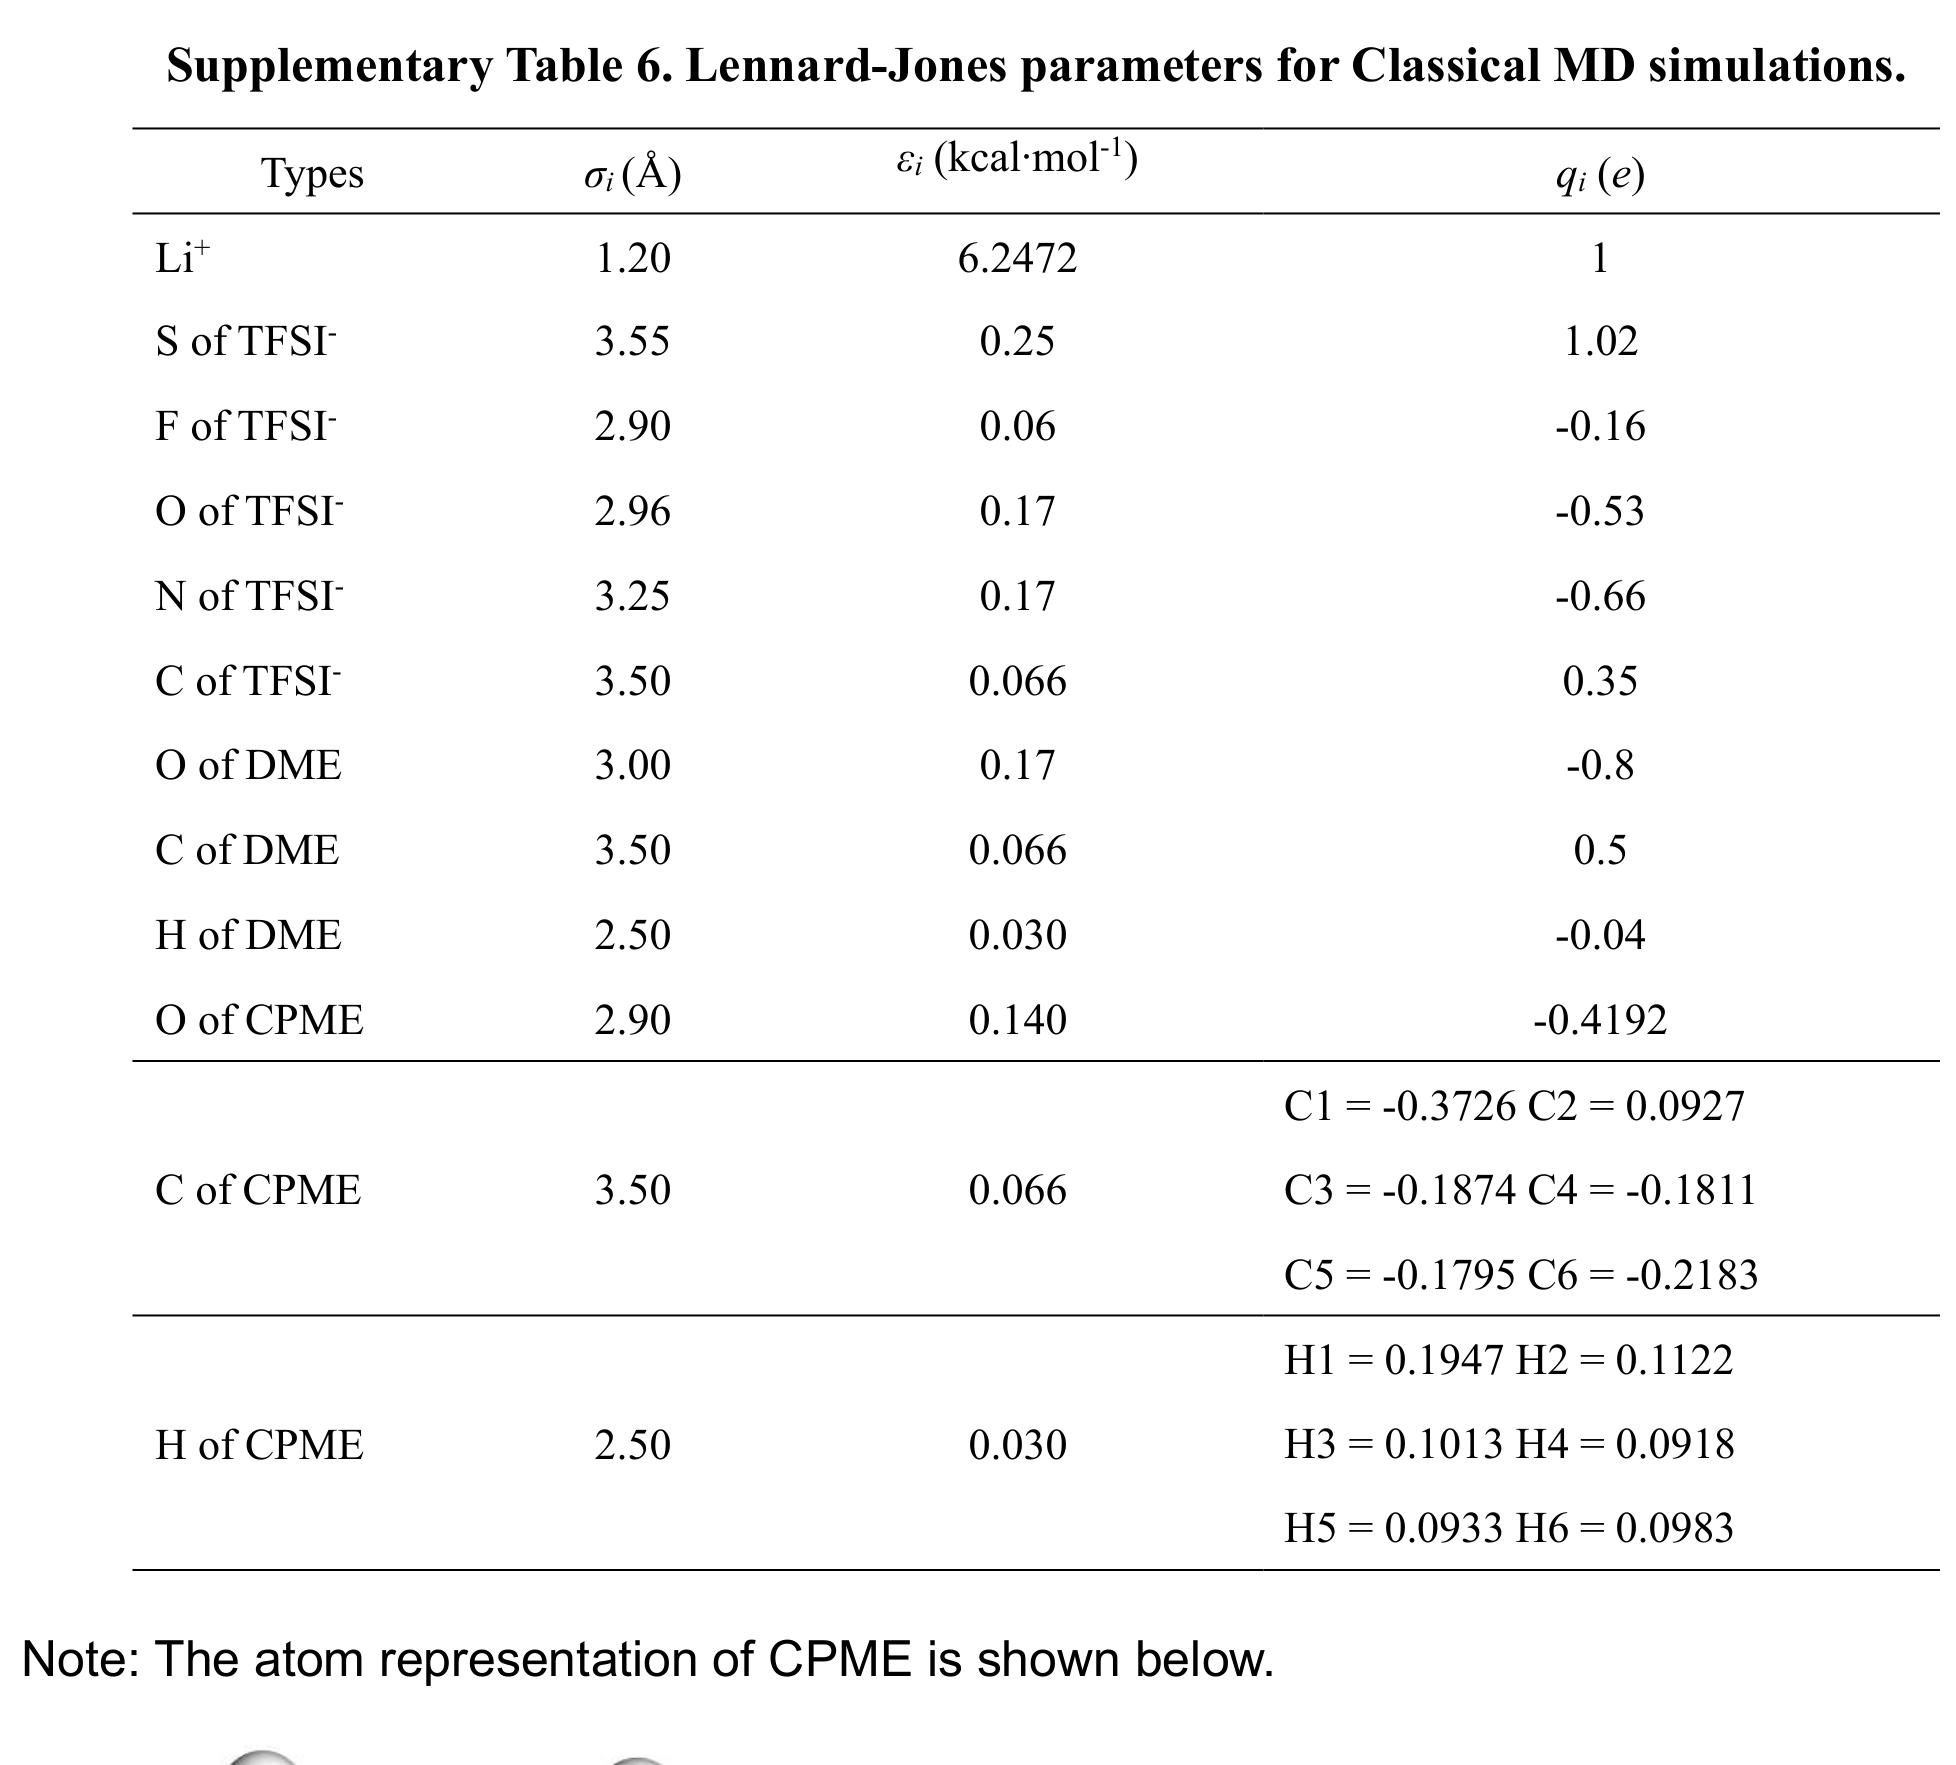 Supplementary Table 6. Lennard-Jones parameters for Classical MD simulations.
Types σi (Å) εi (kcal·mol-1) qi (e)
Li+ 1.20 6.2472 1
S of TFSI- 3.55 0.25 1.02
F of TFSI- 2.90 0.06 -0.16
O of TFSI- 2.96 0.17 -0.53
N of TFSI- 3.25 0.17 -0.66
C of TFSI- 3.50 0.066 0.35
O of DME 3.00 0.17 -0.8
C of DME 3.50 0.066 0.5
H of DME 2.50 0.030 -0.04
O of CPME 2.90 0.140 -0.4192
C1 = -0.3726 C2 = 0.0927
C of CPME 3.50 0.066 C3 = -0.1874 C4 = -0.1811
C5 = -0.1795 C6 = -0.2183
H1 = 0.1947 H2 = 0.1122
H of CPME 2.50 0.030 H3 = 0.1013 H4 = 0.0918
H5 = 0.0933 H6 = 0.0983
Note: The atom representation of CPME is shown below.